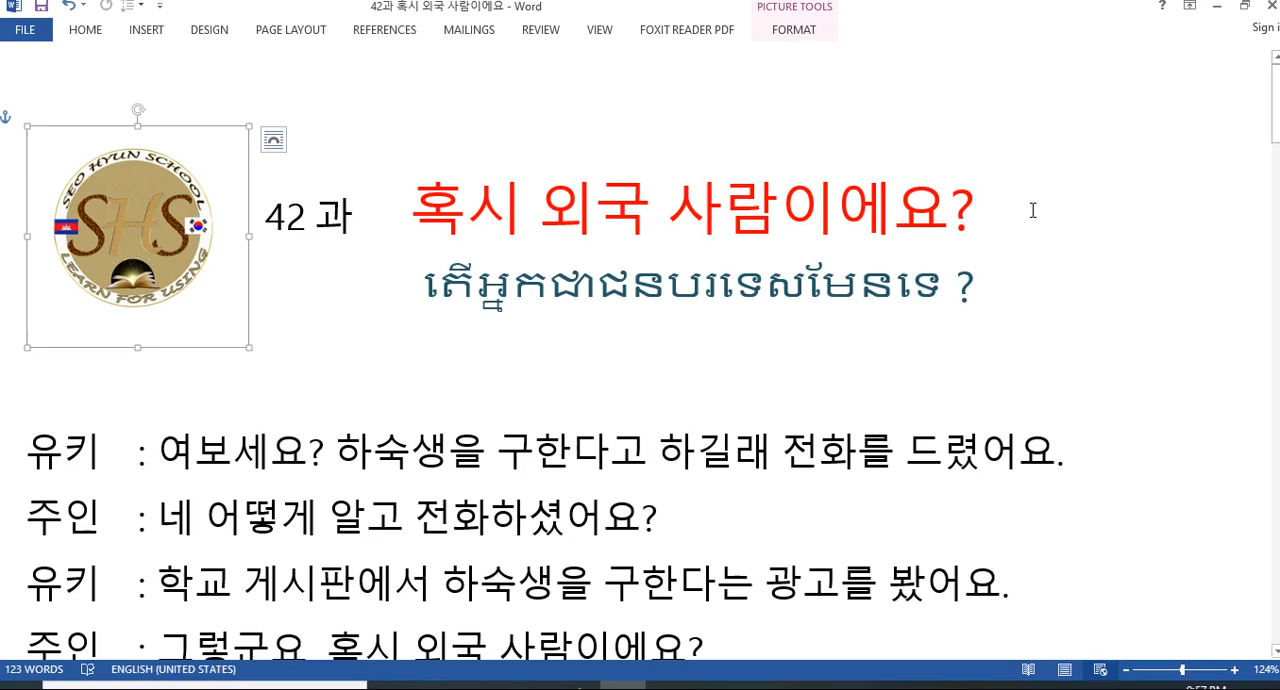 42과 혹시 외국 사람이에요 - Word
PICTURE TOOLS
Sign i
FILE HOME INSERT DESIGN PAGE LAYOUT REFERENCES MAILINGS REVIEW VIEW FOXIT READER PDF FORMAT
SEO HYUN SCHOOL
SHS
LEARN FOR USING
42 과 혹시 외국 사람이에요?
តើអ្នកជាជនបរទេសមែនទេ ?
유키 : 여보세요? 하숙생을 구한다고 하길래 전화를 드렸어요.
주인 : 네 어떻게 알고 전화하셨어요?
유키 : 학교 게시판에서 하숙생을 구한다는 광고를 봤어요.
주인 : 그렇군요 혹시 외국 사람이에요?
123 WORDS ENGLISH (UNITED STATES) 124%